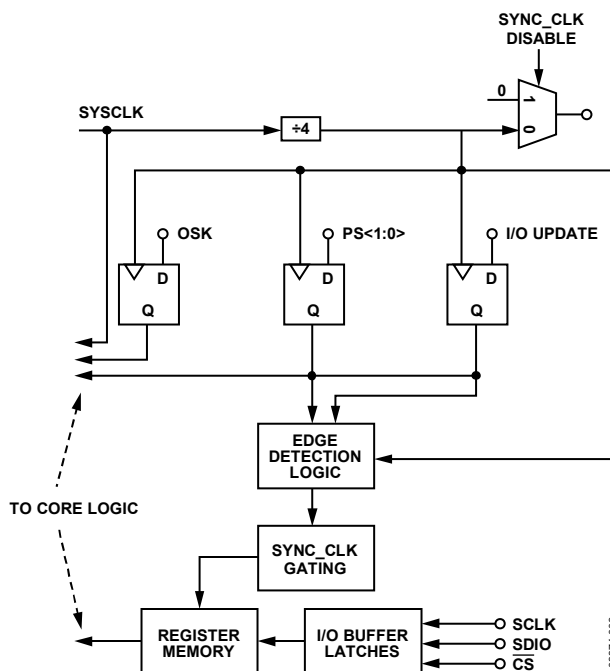 SYNC_CLK
DISABLE
0
SYSCLK
1
÷4
0
OSK
PS<1:0>
I/O UPDATE
D
D
D
Q
Q
Q
EDGE
DETECTION
LOGIC
TO CORE LOGIC
SYNC_CLK
GATING
REGISTER
MEMORY
I/O BUFFER
LATCHES
SCLK
SDIO
CS